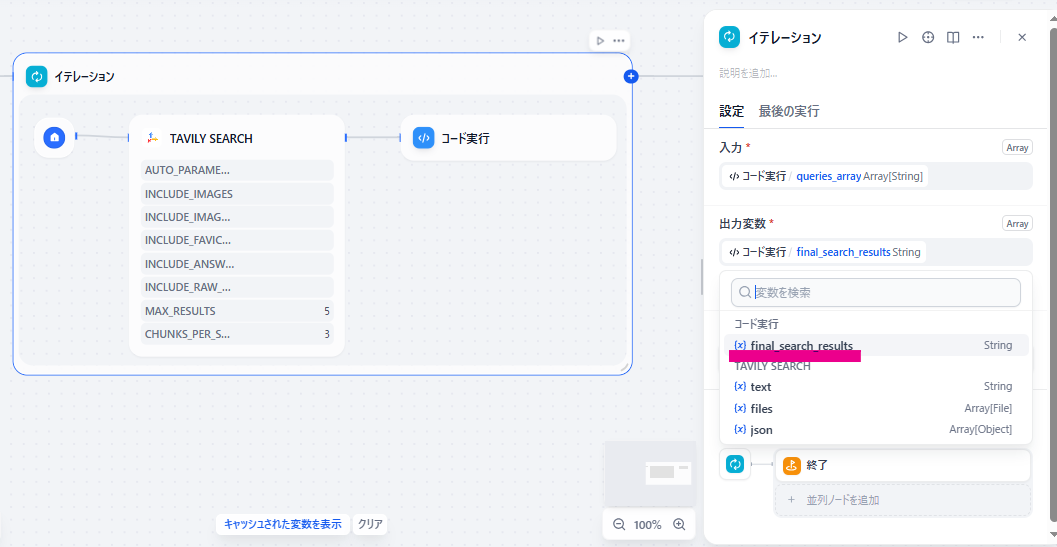 イテレーション
TAVILY SEARCH
AUTO_PARAME...
INCLUDE_IMAGES
INCLUDE_IMAG...
INCLUDE_FAVIC...
INCLUDE_ANSW...
INCLUDE_RAW_...
MAX_RESULTS 5
CHUNKS_PER_S... 3
コード実行
キャッシュされた変数を表示 クリア
100%
イテレーション
説明を追加...
設定 最後の実行
入力 * Array
コード実行 / queries_array Array[String]
出力変数 * Array
コード実行 / final_search_results String
変数を検索
コード実行
{x} final_search_results String
TAVILY SEARCH
{x} text String
{x} files Array[File]
{x} json Array[Object]
終了
+ 並列ノードを追加